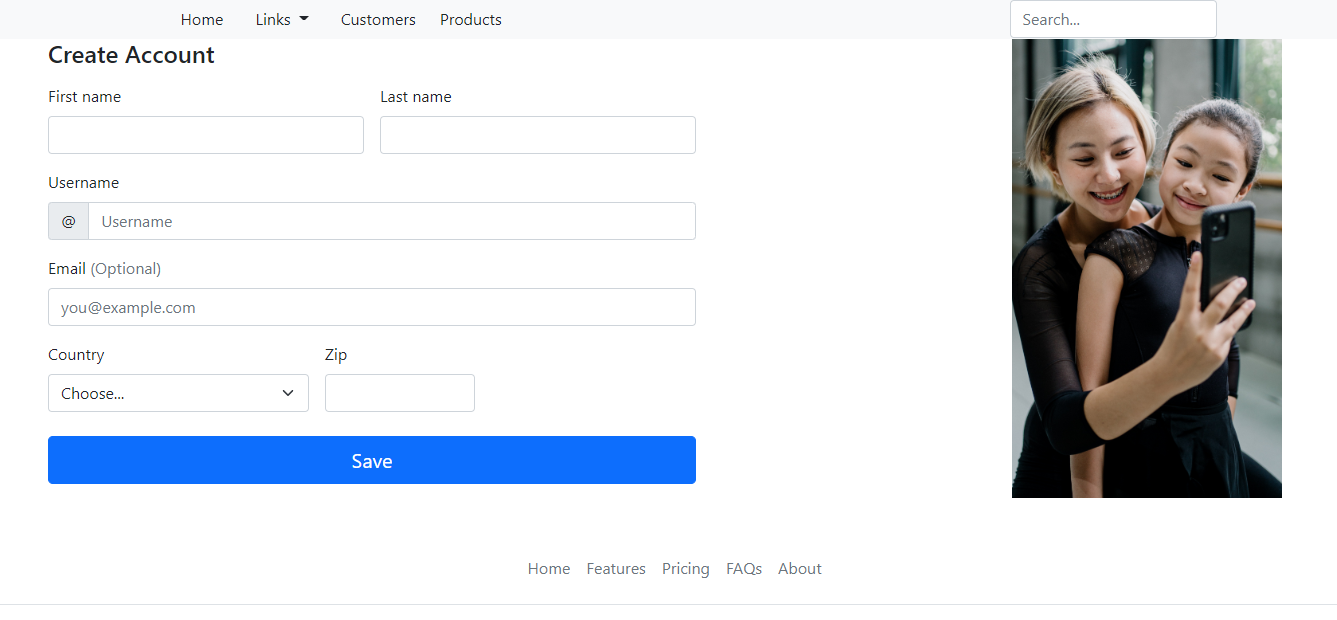 Home Links Customers Products Search...
Create Account
First name Last name
Username
@ Username
Email (Optional)
you@example.com
Country Zip
Choose...
Save
Home Features Pricing FAQs About